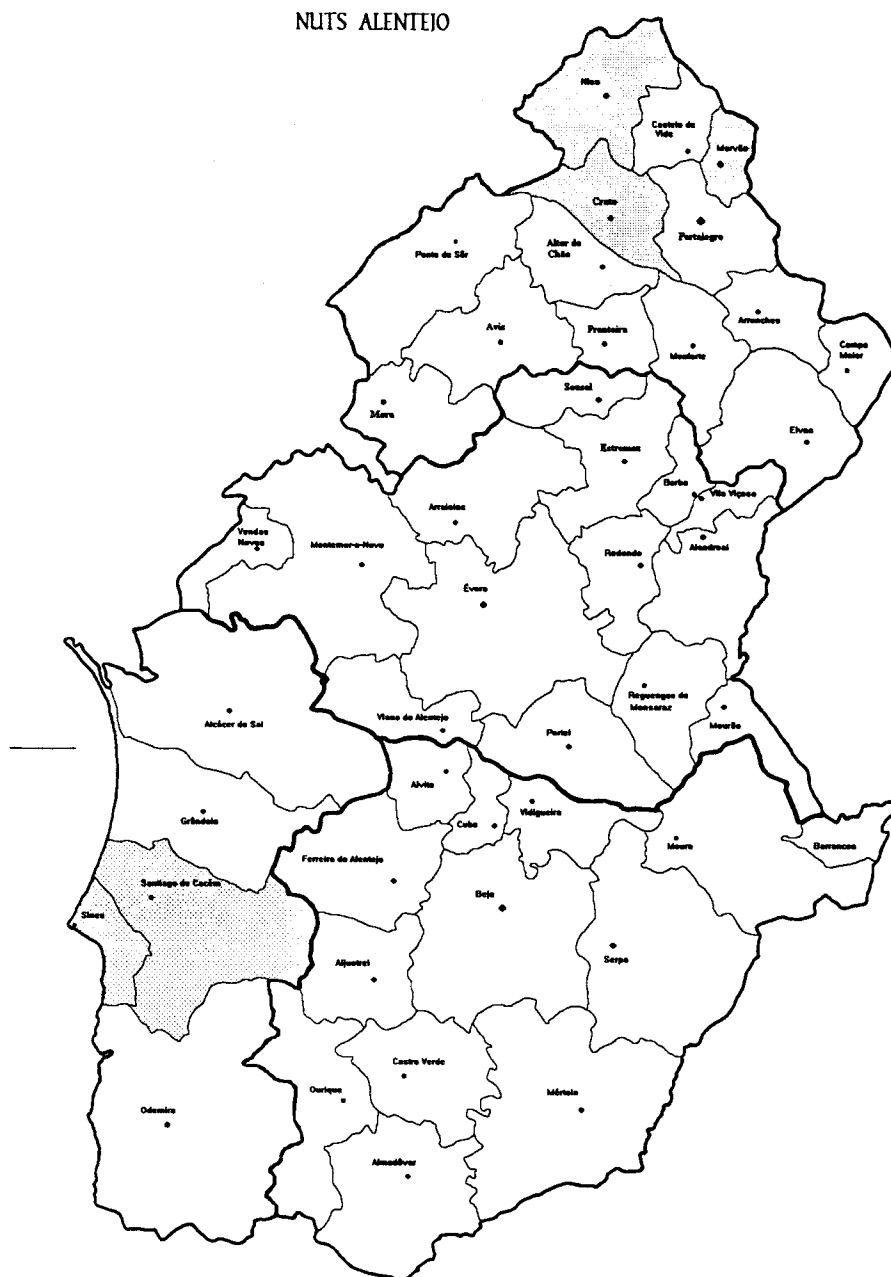 NUTS ALENTEJO
Nisa
Castelo de
Vide
Marvão
Crato
Portalegre
Ponte de Sôr
Alter do
Chão
Arronches
Avis
Fronteira
Monforte
Campo
Maior
Sousel
Mora
Elvas
Estremoz
Borba
Vila Viçosa
Arraiolos
Vendas
Novas
Montemor-o-Novo
Redondo
Alandroal
Évora
Reguengos de
Monsaraz
Viana do Alentejo
Mourão
Alcácer do Sal
Portel
Alvito
Cuba
Vidigueira
Grândola
Moura
Barrancos
Ferreira do Alentejo
Santiago do Cacém
Beja
Sines
Serpa
Aljustrel
Castro Verde
Ourique
Mértola
Odemira
Almodôvar